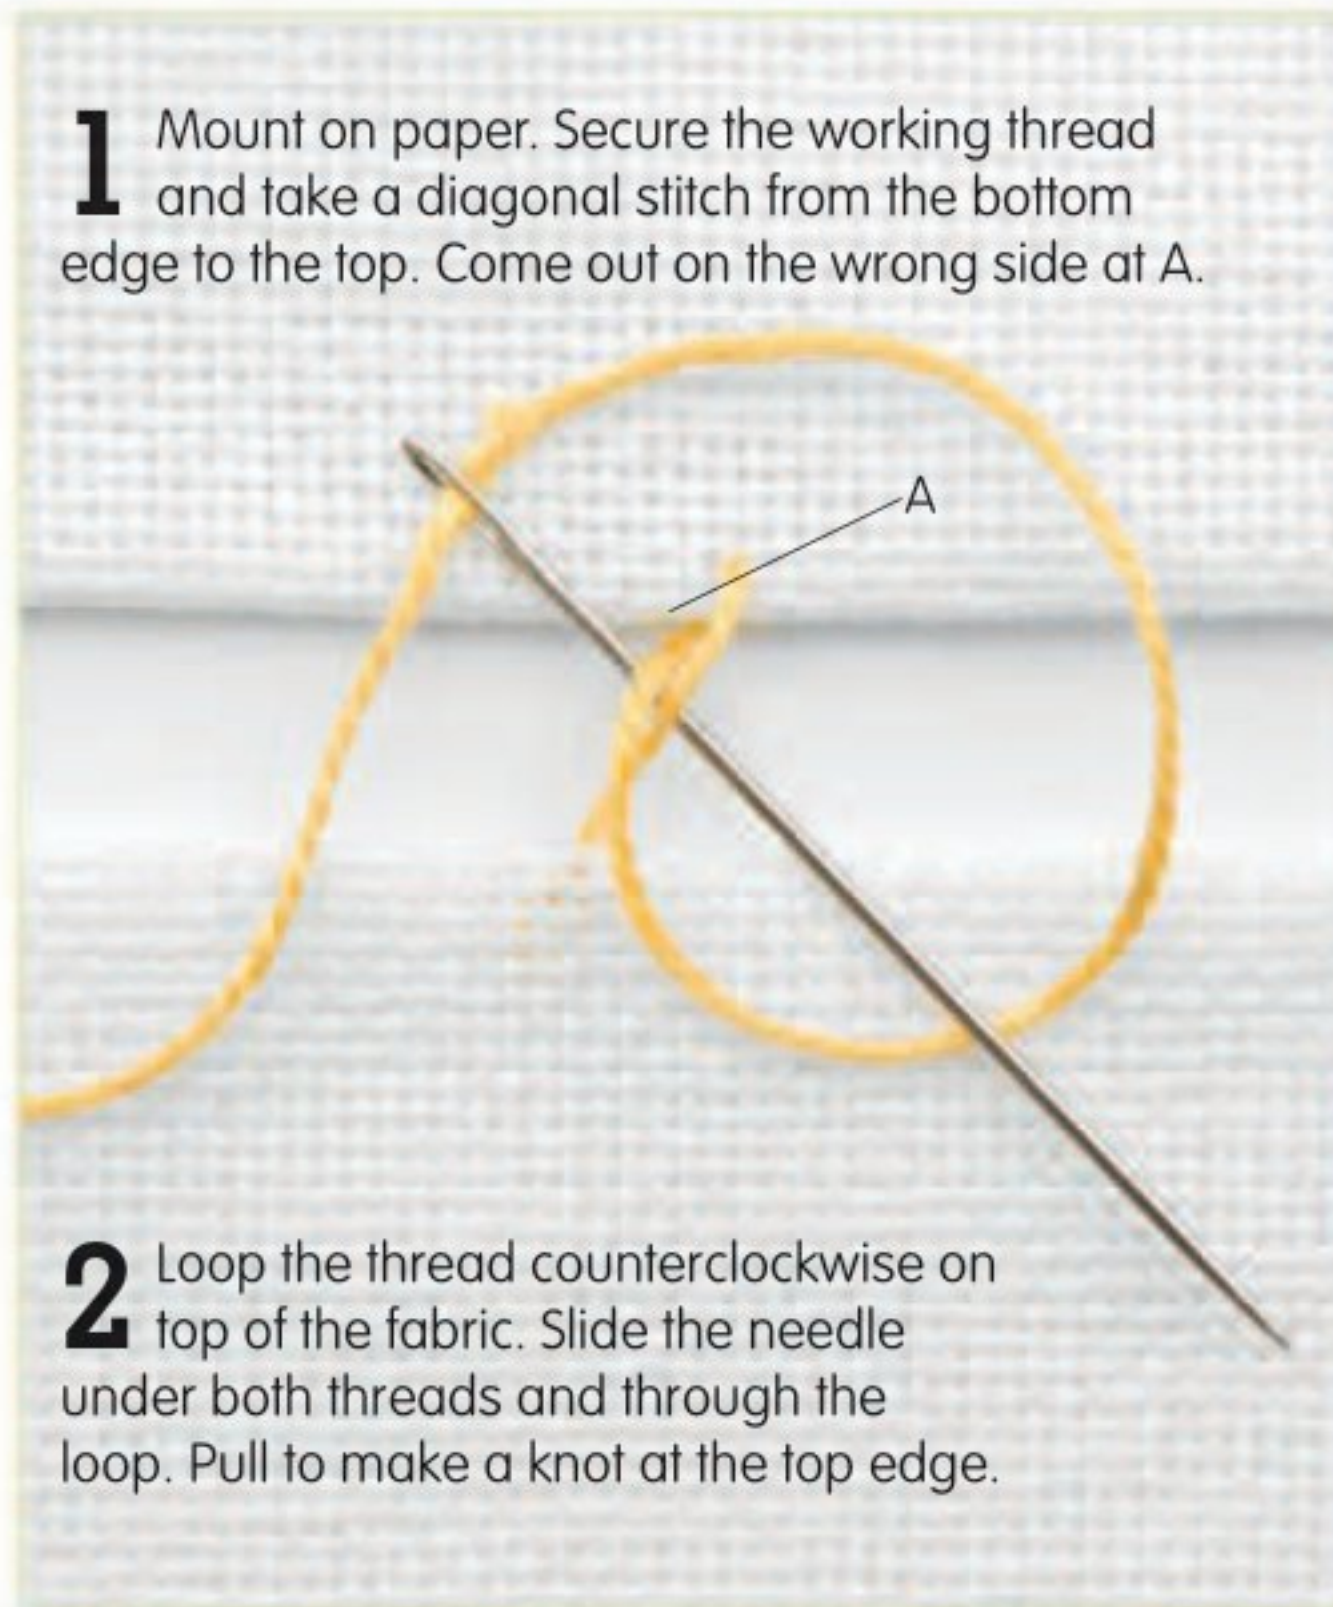 1 Mount on paper. Secure the working thread
and take a diagonal stitch from the bottom
edge to the top. Come out on the wrong side at A.
A
2 Loop the thread counterclockwise on
top of the fabric. Slide the needle
under both threads and through the
loop. Pull to make a knot at the top edge.